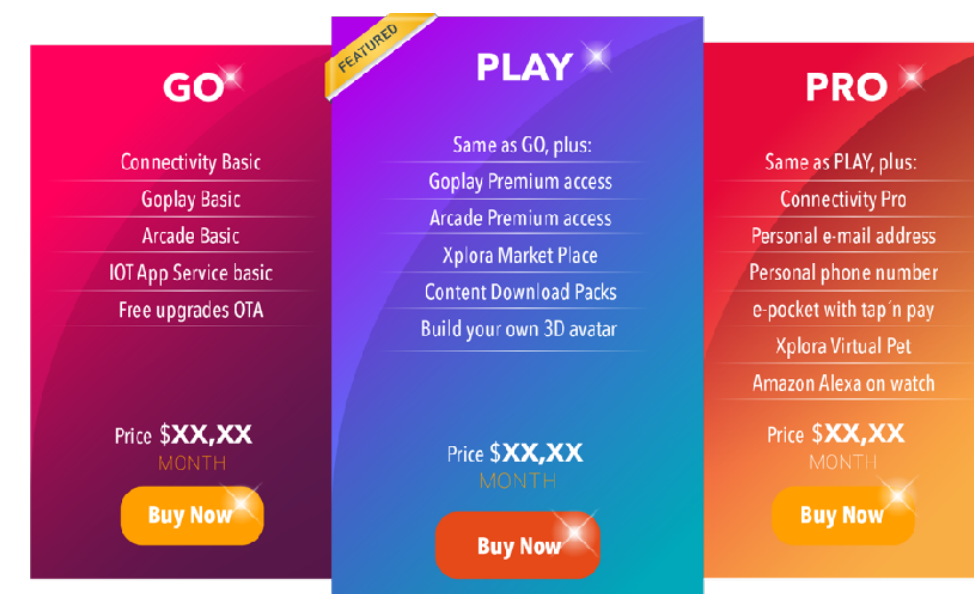 GO
Connectivity Basic
Goplay Basic
Arcade Basic
IOT App Service basic
Free upgrades OTA
Price $XX,XX
MONTH
Buy Now
FEATURED
PLAY
Same as GO, plus:
Goplay Premium access
Arcade Premium access
Xplora Market Place
Content Download Packs
Build your own 3D avatar
Price $XX,XX
MONTH
Buy Now
PRO
Same as PLAY, plus:
Connectivity Pro
Personal e-mail address
Personal phone number
e-pocket with tap´n pay
Xplora Virtual Pet
Amazon Alexa on watch
Price $XX,XX
MONTH
Buy Now